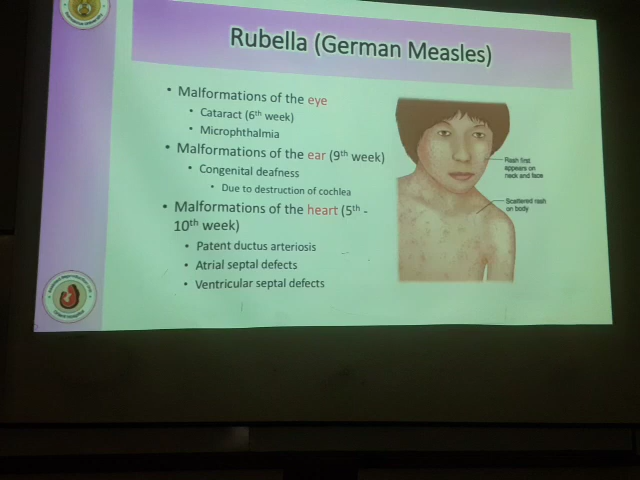 Rubella (German Measles)
• Malformations of the eye
• Cataract (6th week)
• Microphthalmia
• Malformations of the ear (9th week)
• Congenital deafness
• Due to destruction of cochlea
• Malformations of the heart (5th -
10th week)
• Patent ductus arteriosis
• Atrial septal defects
• Ventricular septal defects
Rash first
appears on
neck and face
Scattered rash
on body